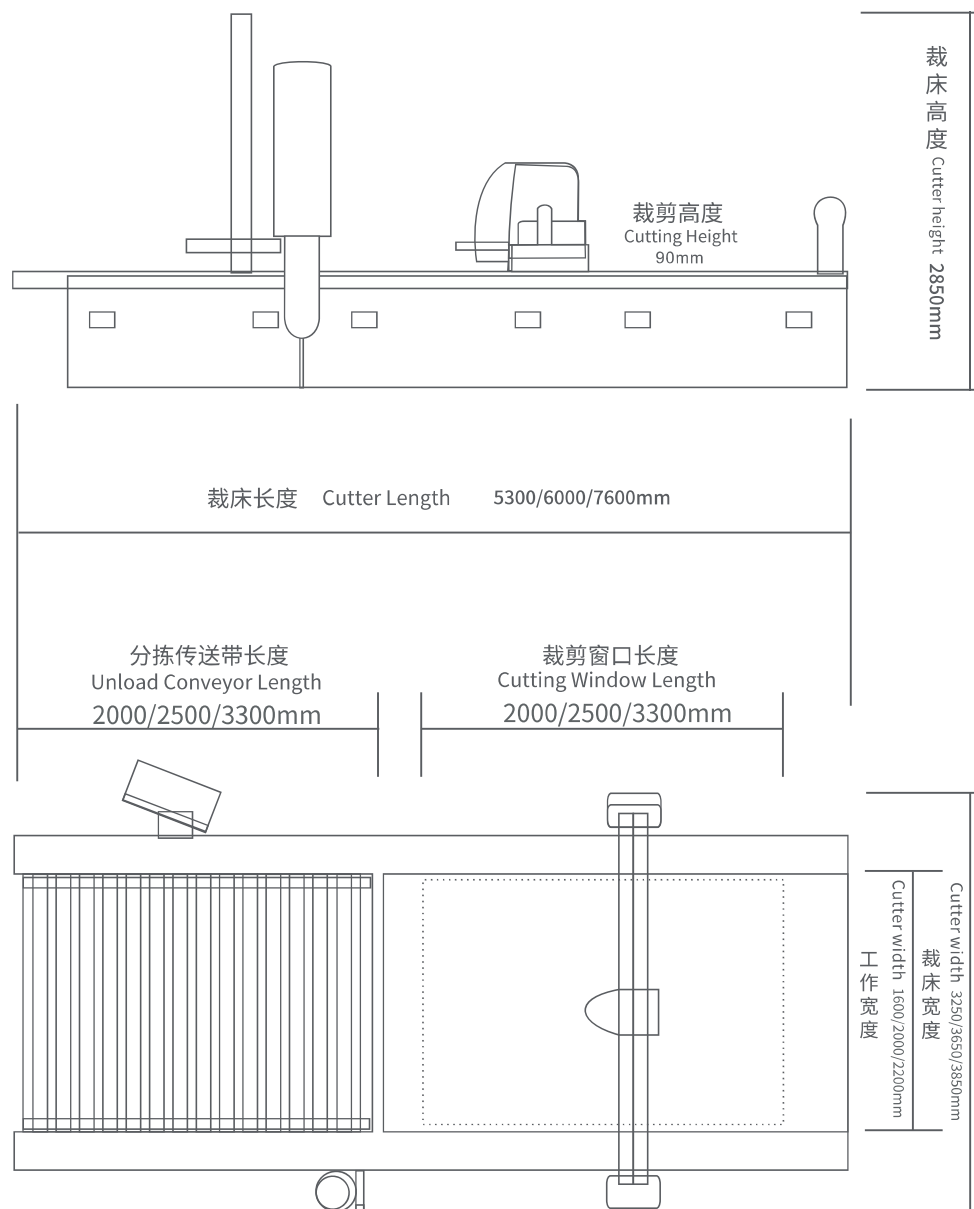 裁床高度 Cutter height 2850mm
裁剪高度
Cutting Height
90mm
裁床长度 Cutter Length 5300/6000/7600mm
分拣传送带长度
Unload Conveyor Length
2000/2500/3300mm
裁剪窗口长度
Cutting Window Length
2000/2500/3300mm
工作宽度
Cutter width 1600/2000/2200mm
裁床宽度
Cutter width 3250/3650/3850mm